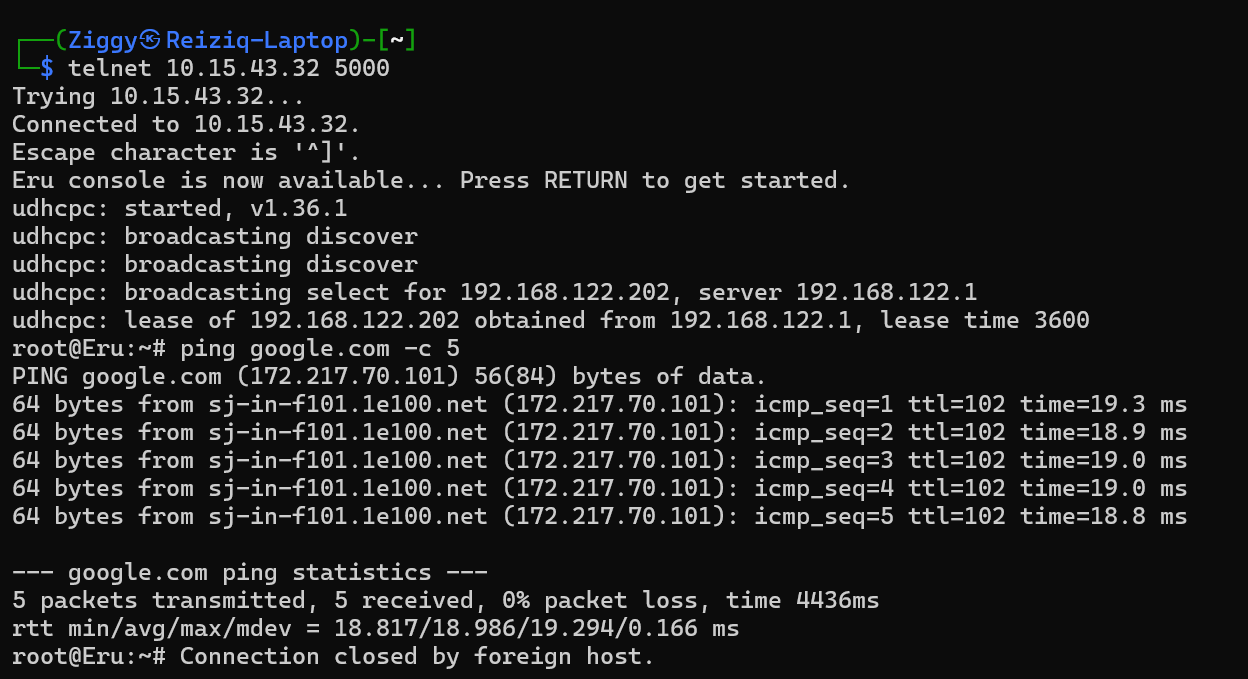 ┌──(Ziggy㉿Reiziq-Laptop)-[~]
└─$ telnet 10.15.43.32 5000
Trying 10.15.43.32...
Connected to 10.15.43.32.
Escape character is '^]'.
Eru console is now available... Press RETURN to get started.
udhcpc: started, v1.36.1
udhcpc: broadcasting discover
udhcpc: broadcasting discover
udhcpc: broadcasting select for 192.168.122.202, server 192.168.122.1
udhcpc: lease of 192.168.122.202 obtained from 192.168.122.1, lease time 3600
root@Eru:~# ping google.com -c 5
PING google.com (172.217.70.101) 56(84) bytes of data.
64 bytes from sj-in-f101.1e100.net (172.217.70.101): icmp_seq=1 ttl=102 time=19.3 ms
64 bytes from sj-in-f101.1e100.net (172.217.70.101): icmp_seq=2 ttl=102 time=18.9 ms
64 bytes from sj-in-f101.1e100.net (172.217.70.101): icmp_seq=3 ttl=102 time=19.0 ms
64 bytes from sj-in-f101.1e100.net (172.217.70.101): icmp_seq=4 ttl=102 time=19.0 ms
64 bytes from sj-in-f101.1e100.net (172.217.70.101): icmp_seq=5 ttl=102 time=18.8 ms

--- google.com ping statistics ---
5 packets transmitted, 5 received, 0% packet loss, time 4436ms
rtt min/avg/max/mdev = 18.817/18.986/19.294/0.166 ms
root@Eru:~# Connection closed by foreign host.